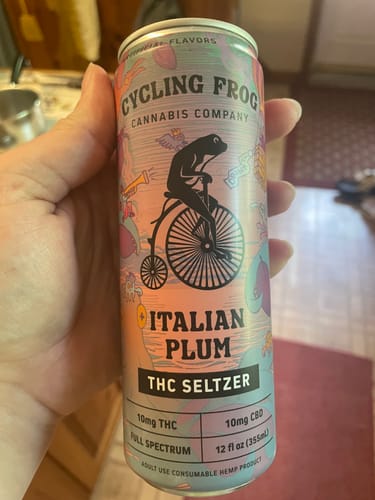 FLAVORS
CYCLING FROG
CANNABIS COMPANY
ITALIAN
PLUM
THC SELTZER
10mg THC
10mg CBD
FULL SPECTRUM
12 fl oz (355mL)
ADULT USE CONSUMABLE HEMP PRODUCT